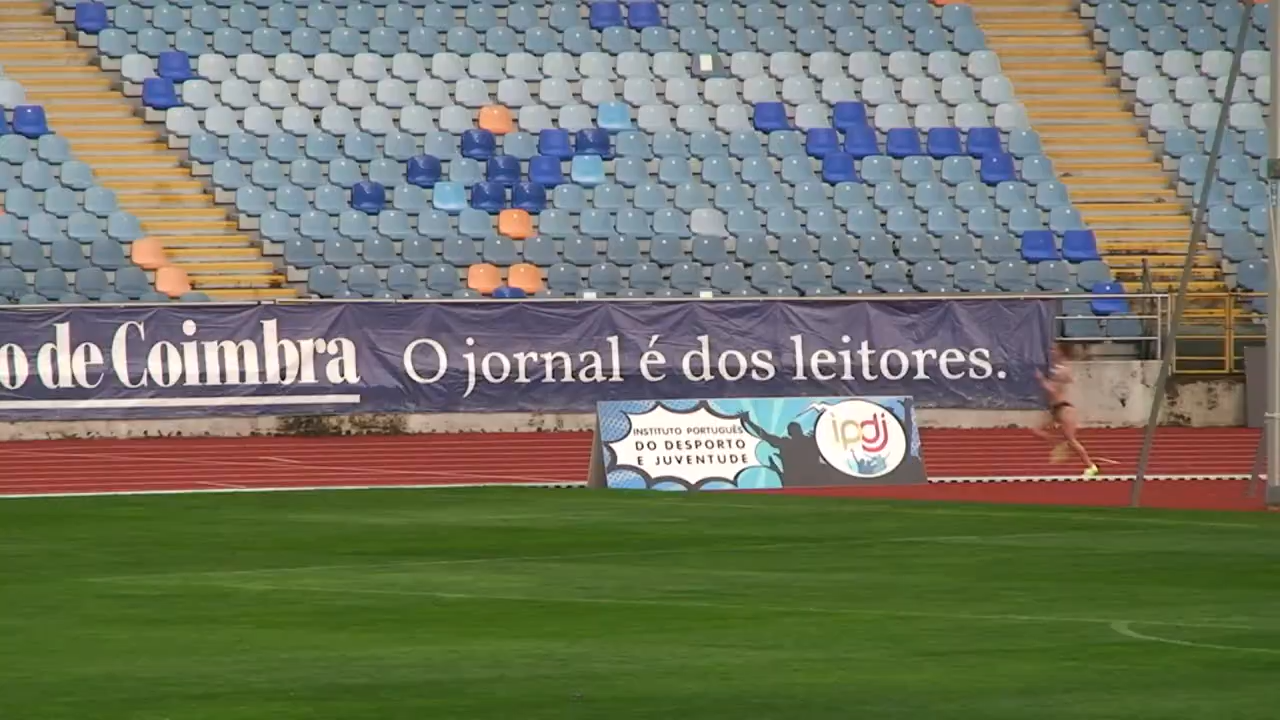 o de Coimbra
O jornal é dos leitores.
INSTITUTO PORTUGUÊS
DO DESPORTO
E JUVENTUDE
ipdj